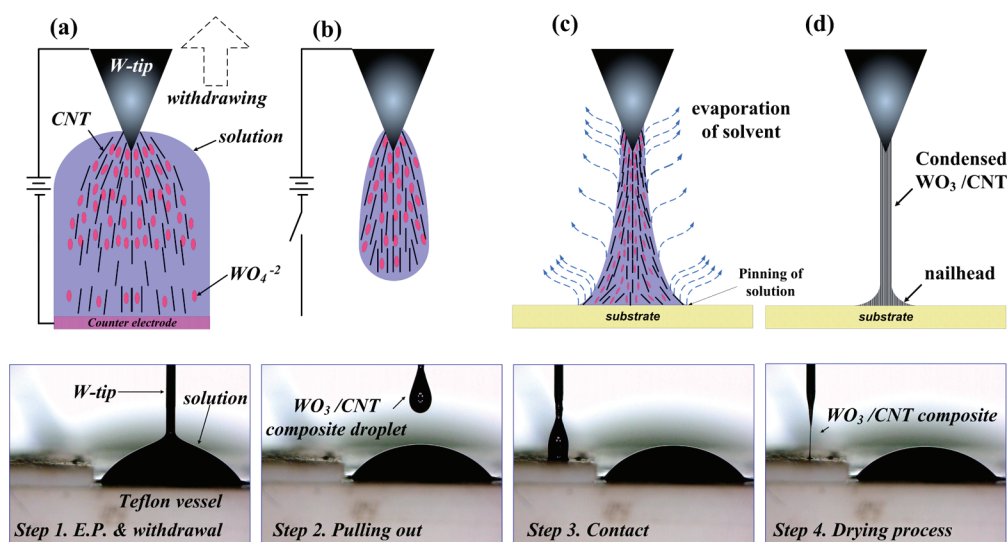 (a)
W-tip
withdrawing
CNT
solution
WO₄⁻²
Counter electrode
(b)
(c)
evaporation
of solvent
Pinning of
solution
substrate
(d)
Condensed
WO₃ /CNT
nailhead
substrate
W-tip
solution
Teflon vessel
Step 1. E.P. & withdrawal
WO₃ /CNT
composite droplet
Step 2. Pulling out
Step 3. Contact
WO₃ /CNT composite
Step 4. Drying process